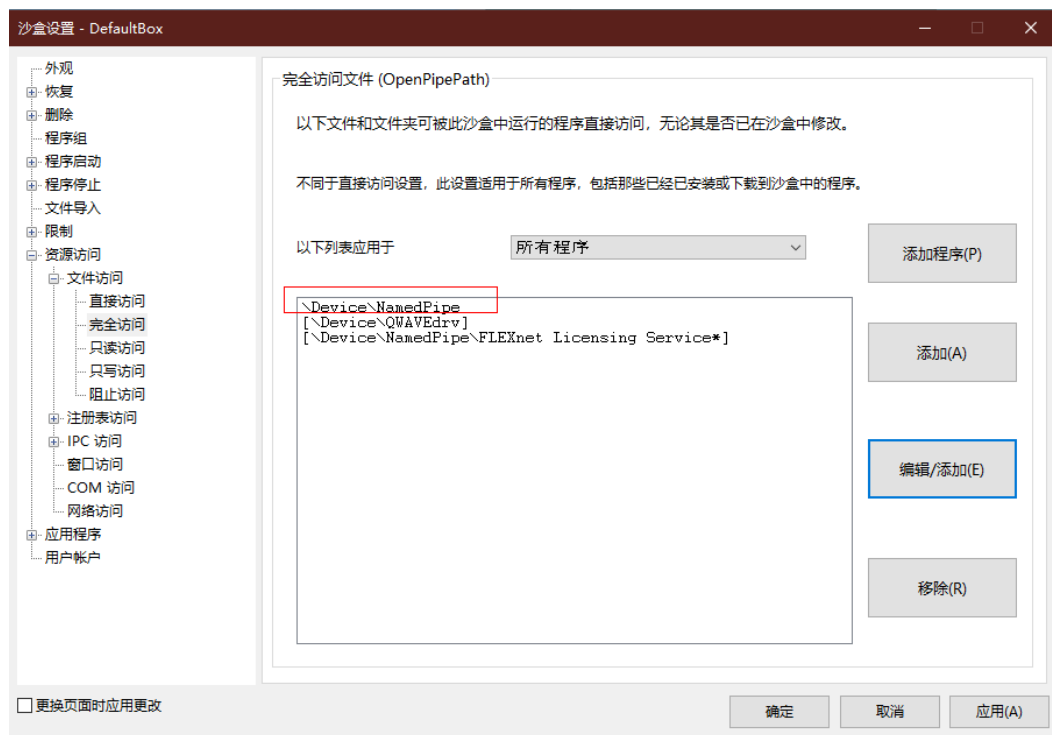 沙盒设置 - DefaultBox
外观
恢复
删除
程序组
程序启动
程序停止
文件导入
限制
资源访问
文件访问
直接访问
完全访问
只读访问
只写访问
阻止访问
注册表访问
IPC 访问
窗口访问
COM 访问
网络访问
应用程序
用户帐户
完全访问文件 (OpenPipePath)
以下文件和文件夹可被此沙盒中运行的程序直接访问，无论其是否已在沙盒中修改。
不同于直接访问设置，此设置适用于所有程序，包括那些已经已安装或下载到沙盒中的程序。
以下列表应用于
所有程序
添加程序(P)
\Device\NamedPipe
[\Device\QWAVEdrv]
[\Device\NamedPipe\FLEXnet Licensing Service*]
添加(A)
编辑/添加(E)
移除(R)
更换页面时应用更改
确定
取消
应用(A)